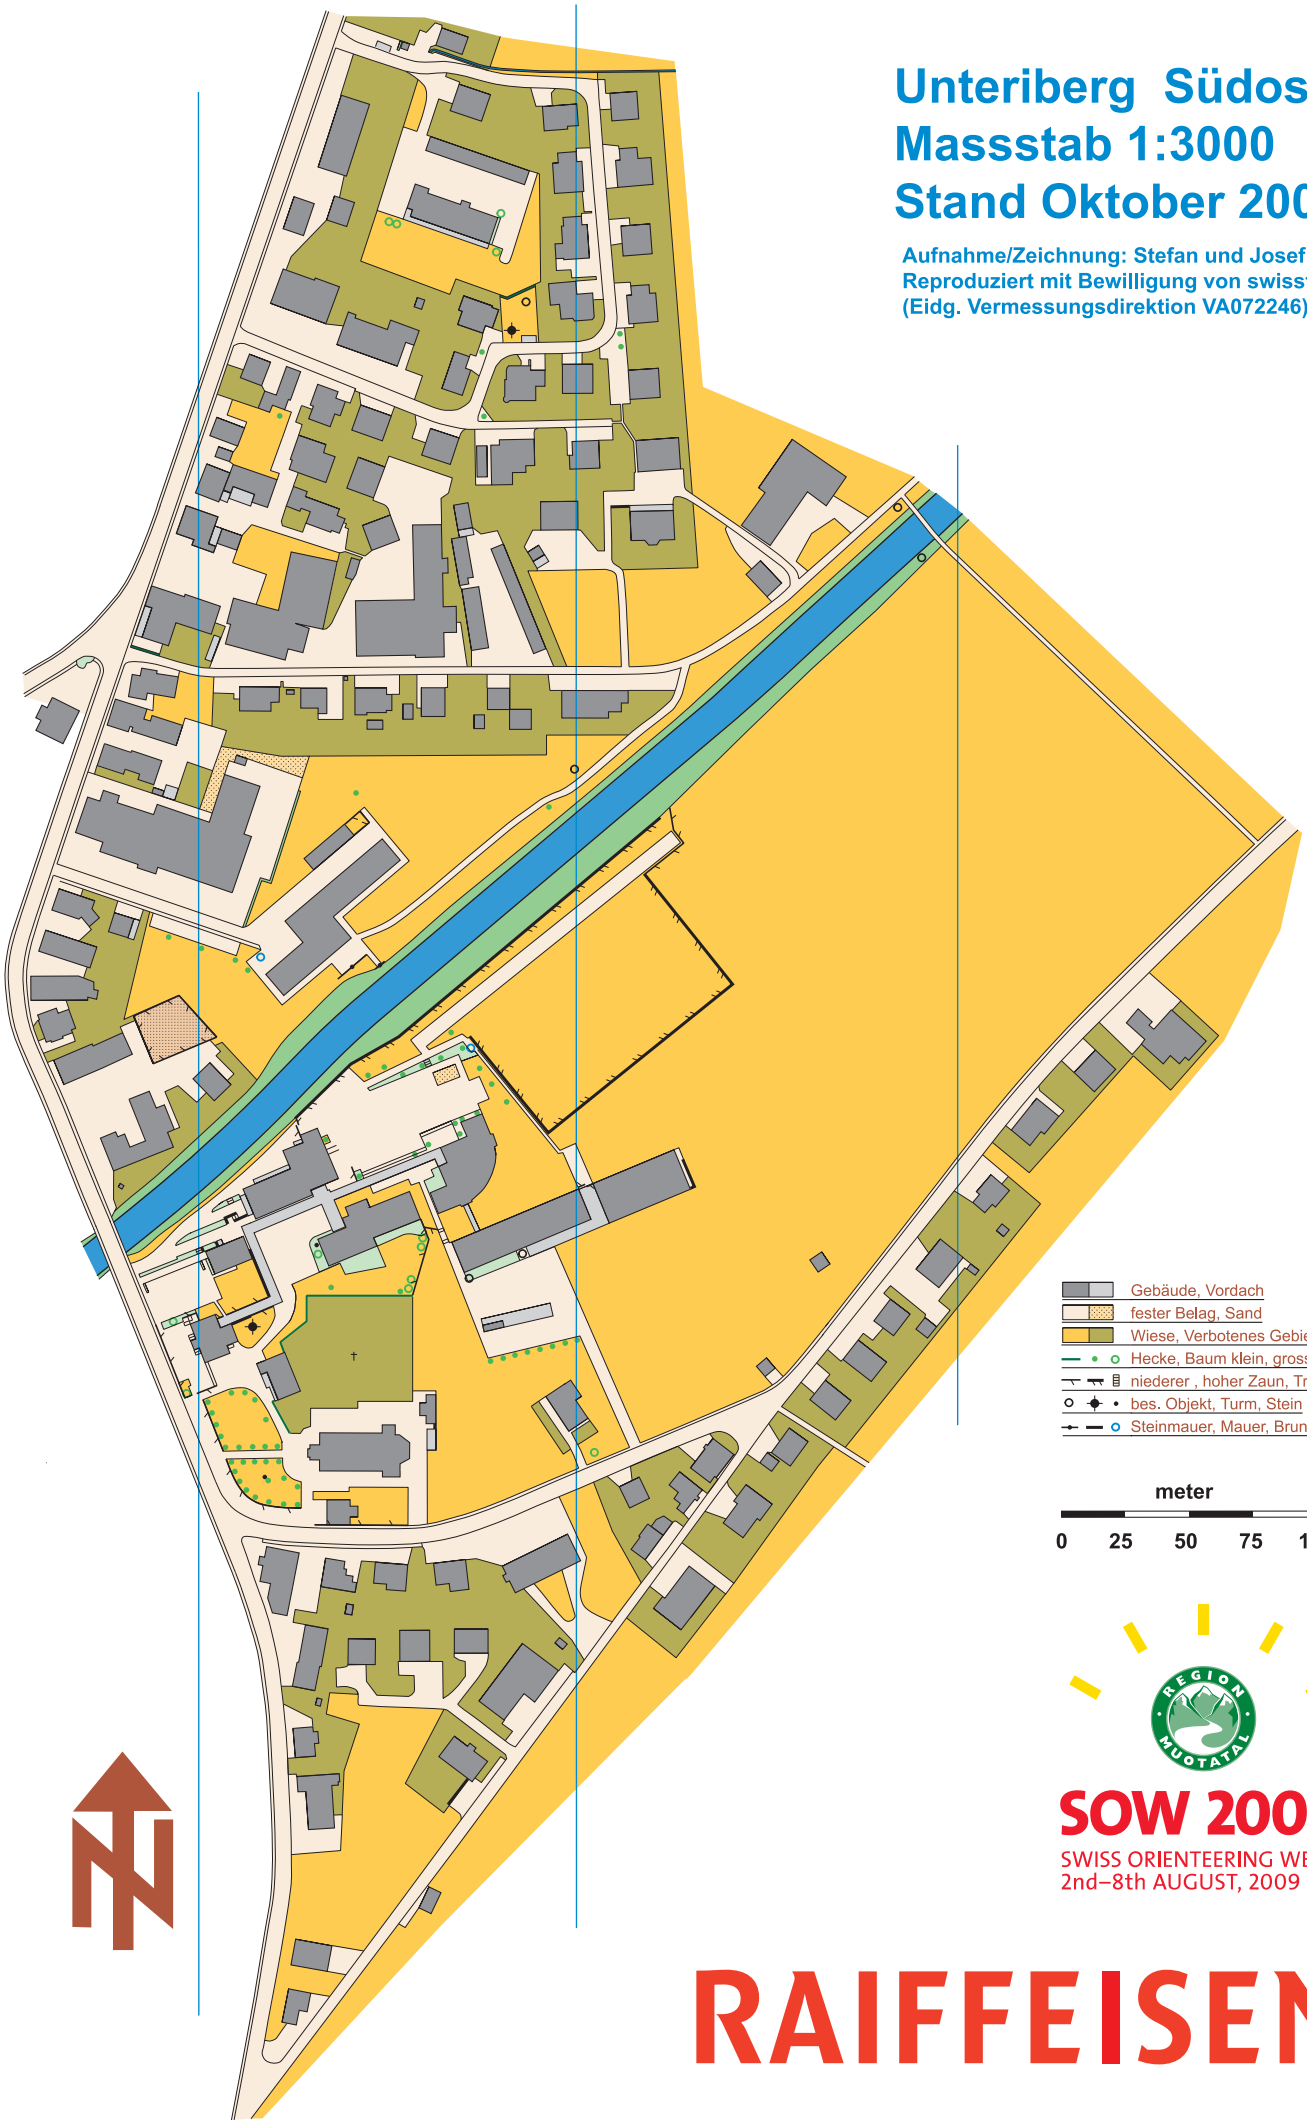 Unteriberg Südos
Massstab 1:3000
Stand Oktober 200
Aufnahme/Zeichnung: Stefan und Josef
Reproduziert mit Bewilligung von swisst
(Eidg. Vermessungsdirektion VA072246)
Gebäude, Vordach
fester Belag, Sand
Wiese, Verbotenes Gebie
Hecke, Baum klein, gross
niederer , hoher Zaun, Tr
bes. Objekt, Turm, Stein
Steinmauer, Mauer, Brun
meter
0 25 50 75 1
REGION
MUOTATAL
SOW 200
SWISS ORIENTEERING WE
2nd–8th AUGUST, 2009
N
RAIFFEISEN